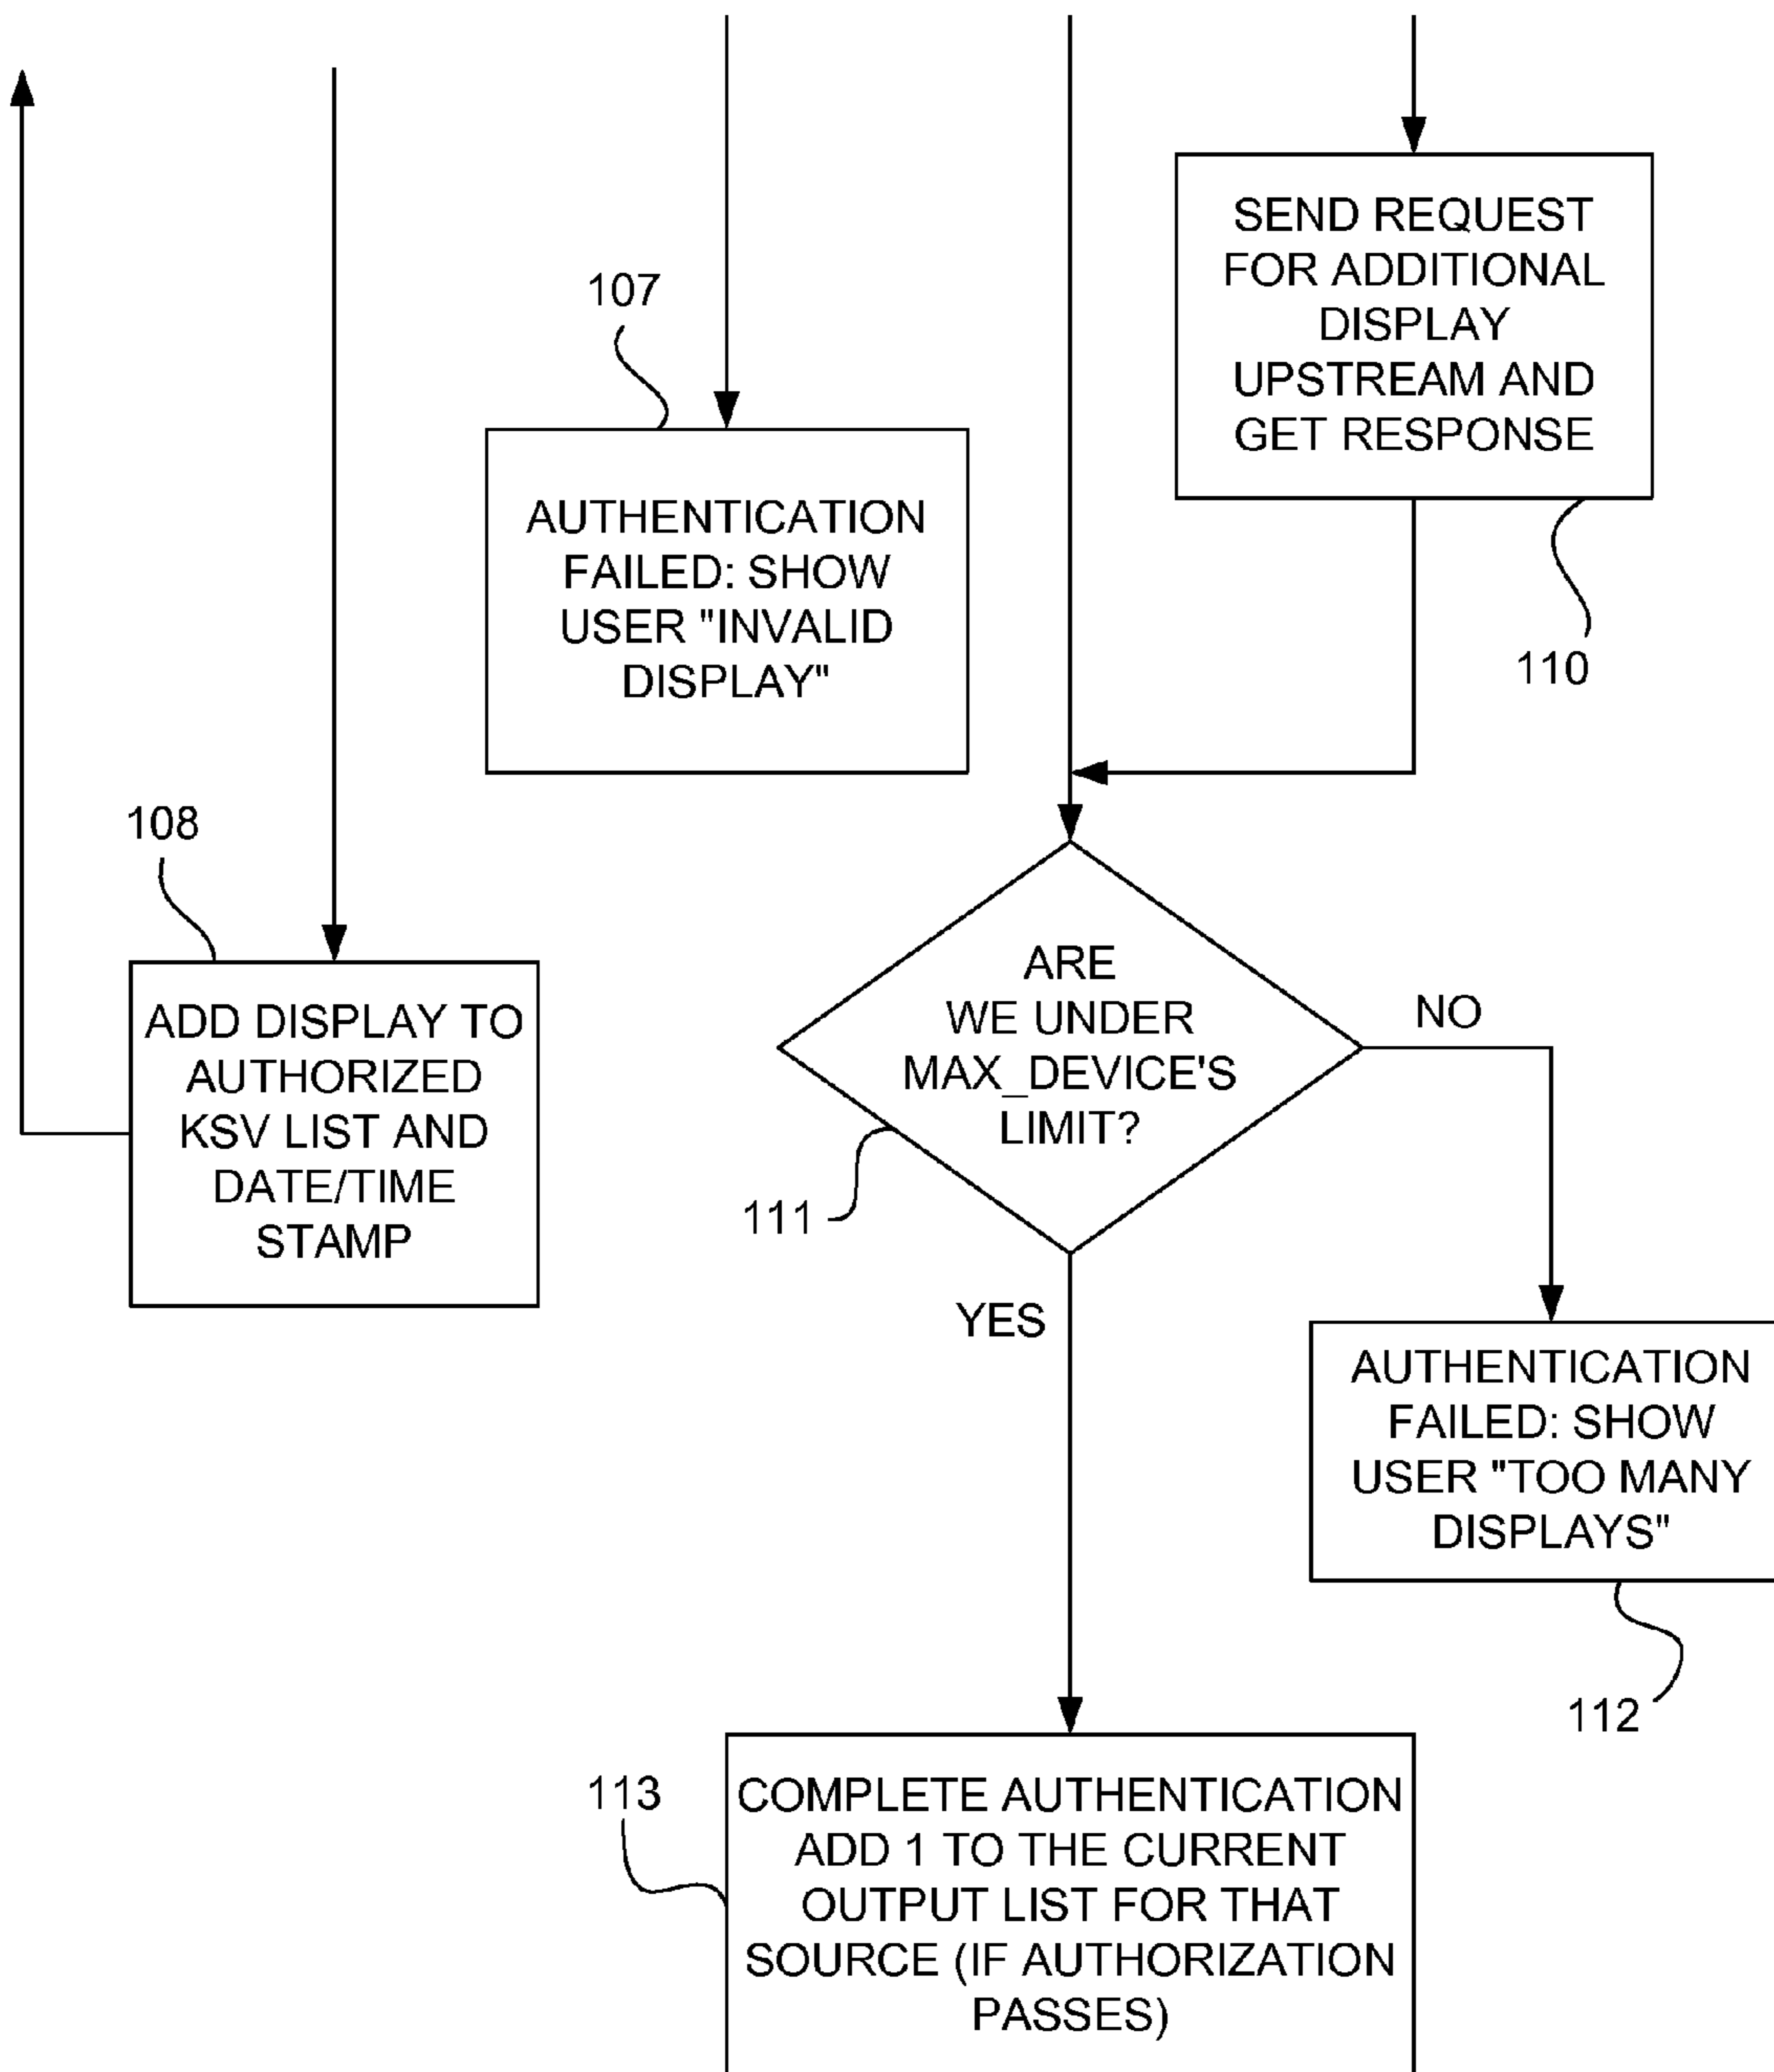 SEND REQUEST
FOR ADDITIONAL
DISPLAY
UPSTREAM AND
GET RESPONSE
110
107
AUTHENTICATION
FAILED: SHOW
USER "INVALID
DISPLAY"
108
ADD DISPLAY TO
AUTHORIZED
KSV LIST AND
DATE/TIME
STAMP
ARE
WE UNDER
MAX_DEVICE'S
LIMIT?
111
NO
YES
AUTHENTICATION
FAILED: SHOW
USER "TOO MANY
DISPLAYS"
112
113
COMPLETE AUTHENTICATION
ADD 1 TO THE CURRENT
OUTPUT LIST FOR THAT
SOURCE (IF AUTHORIZATION
PASSES)